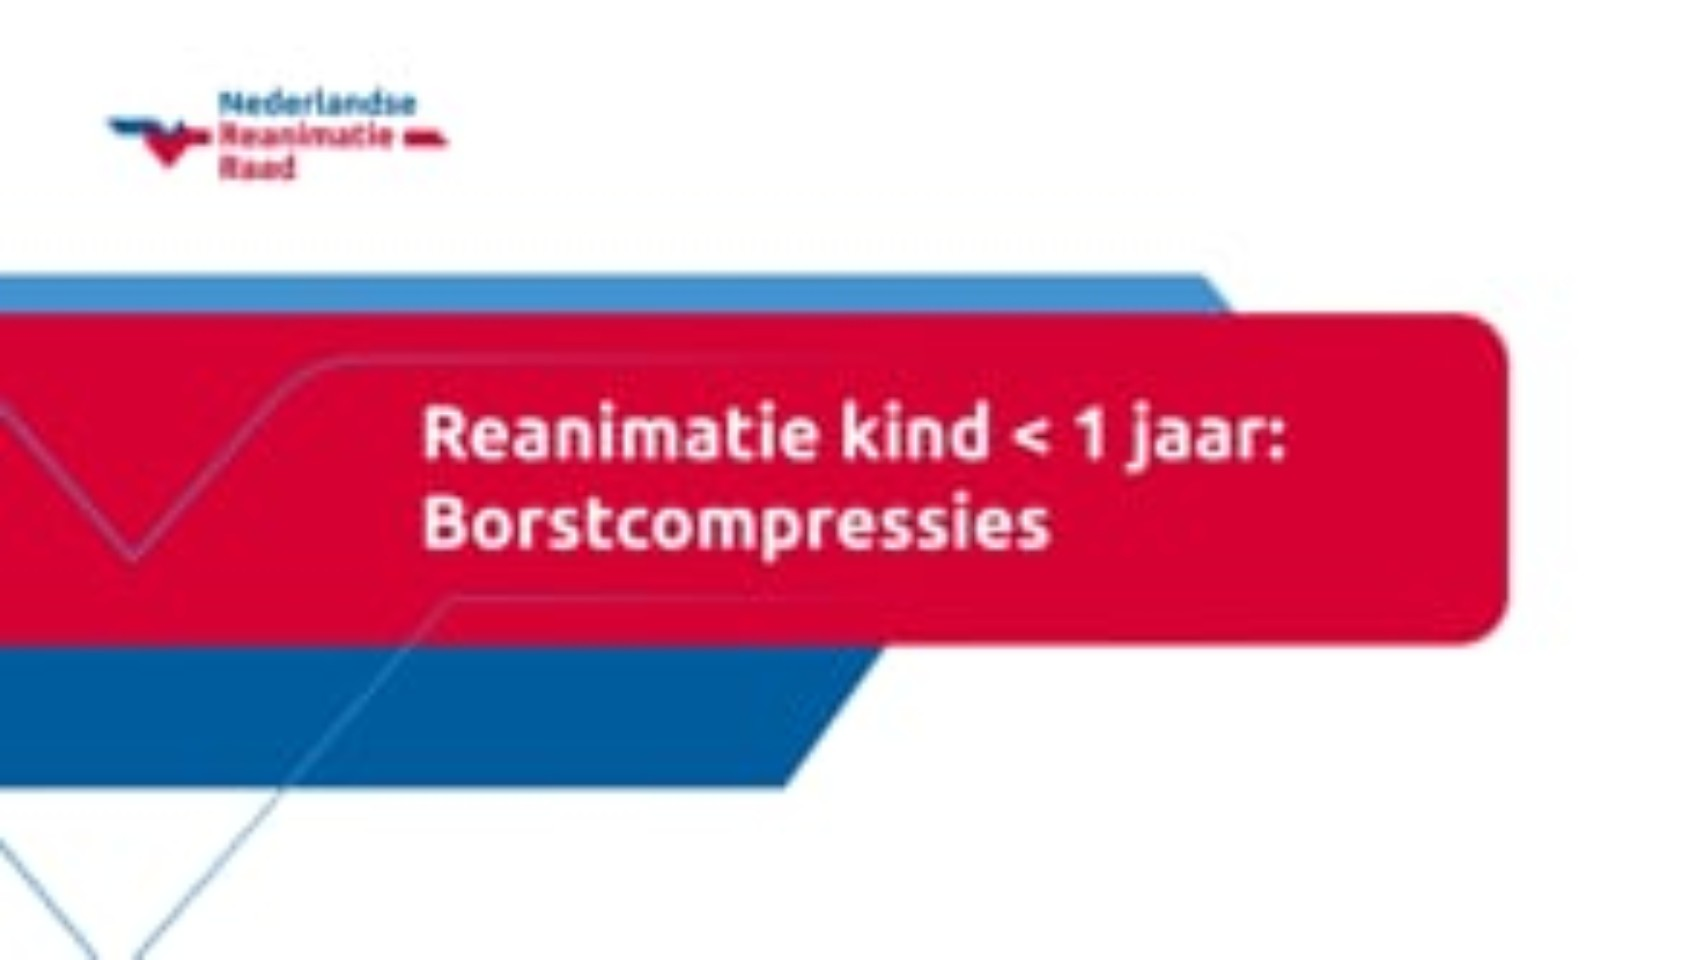 Nederlandse
Reanimatie
Raad
Reanimatie kind < 1 jaar:
Borstcompressies